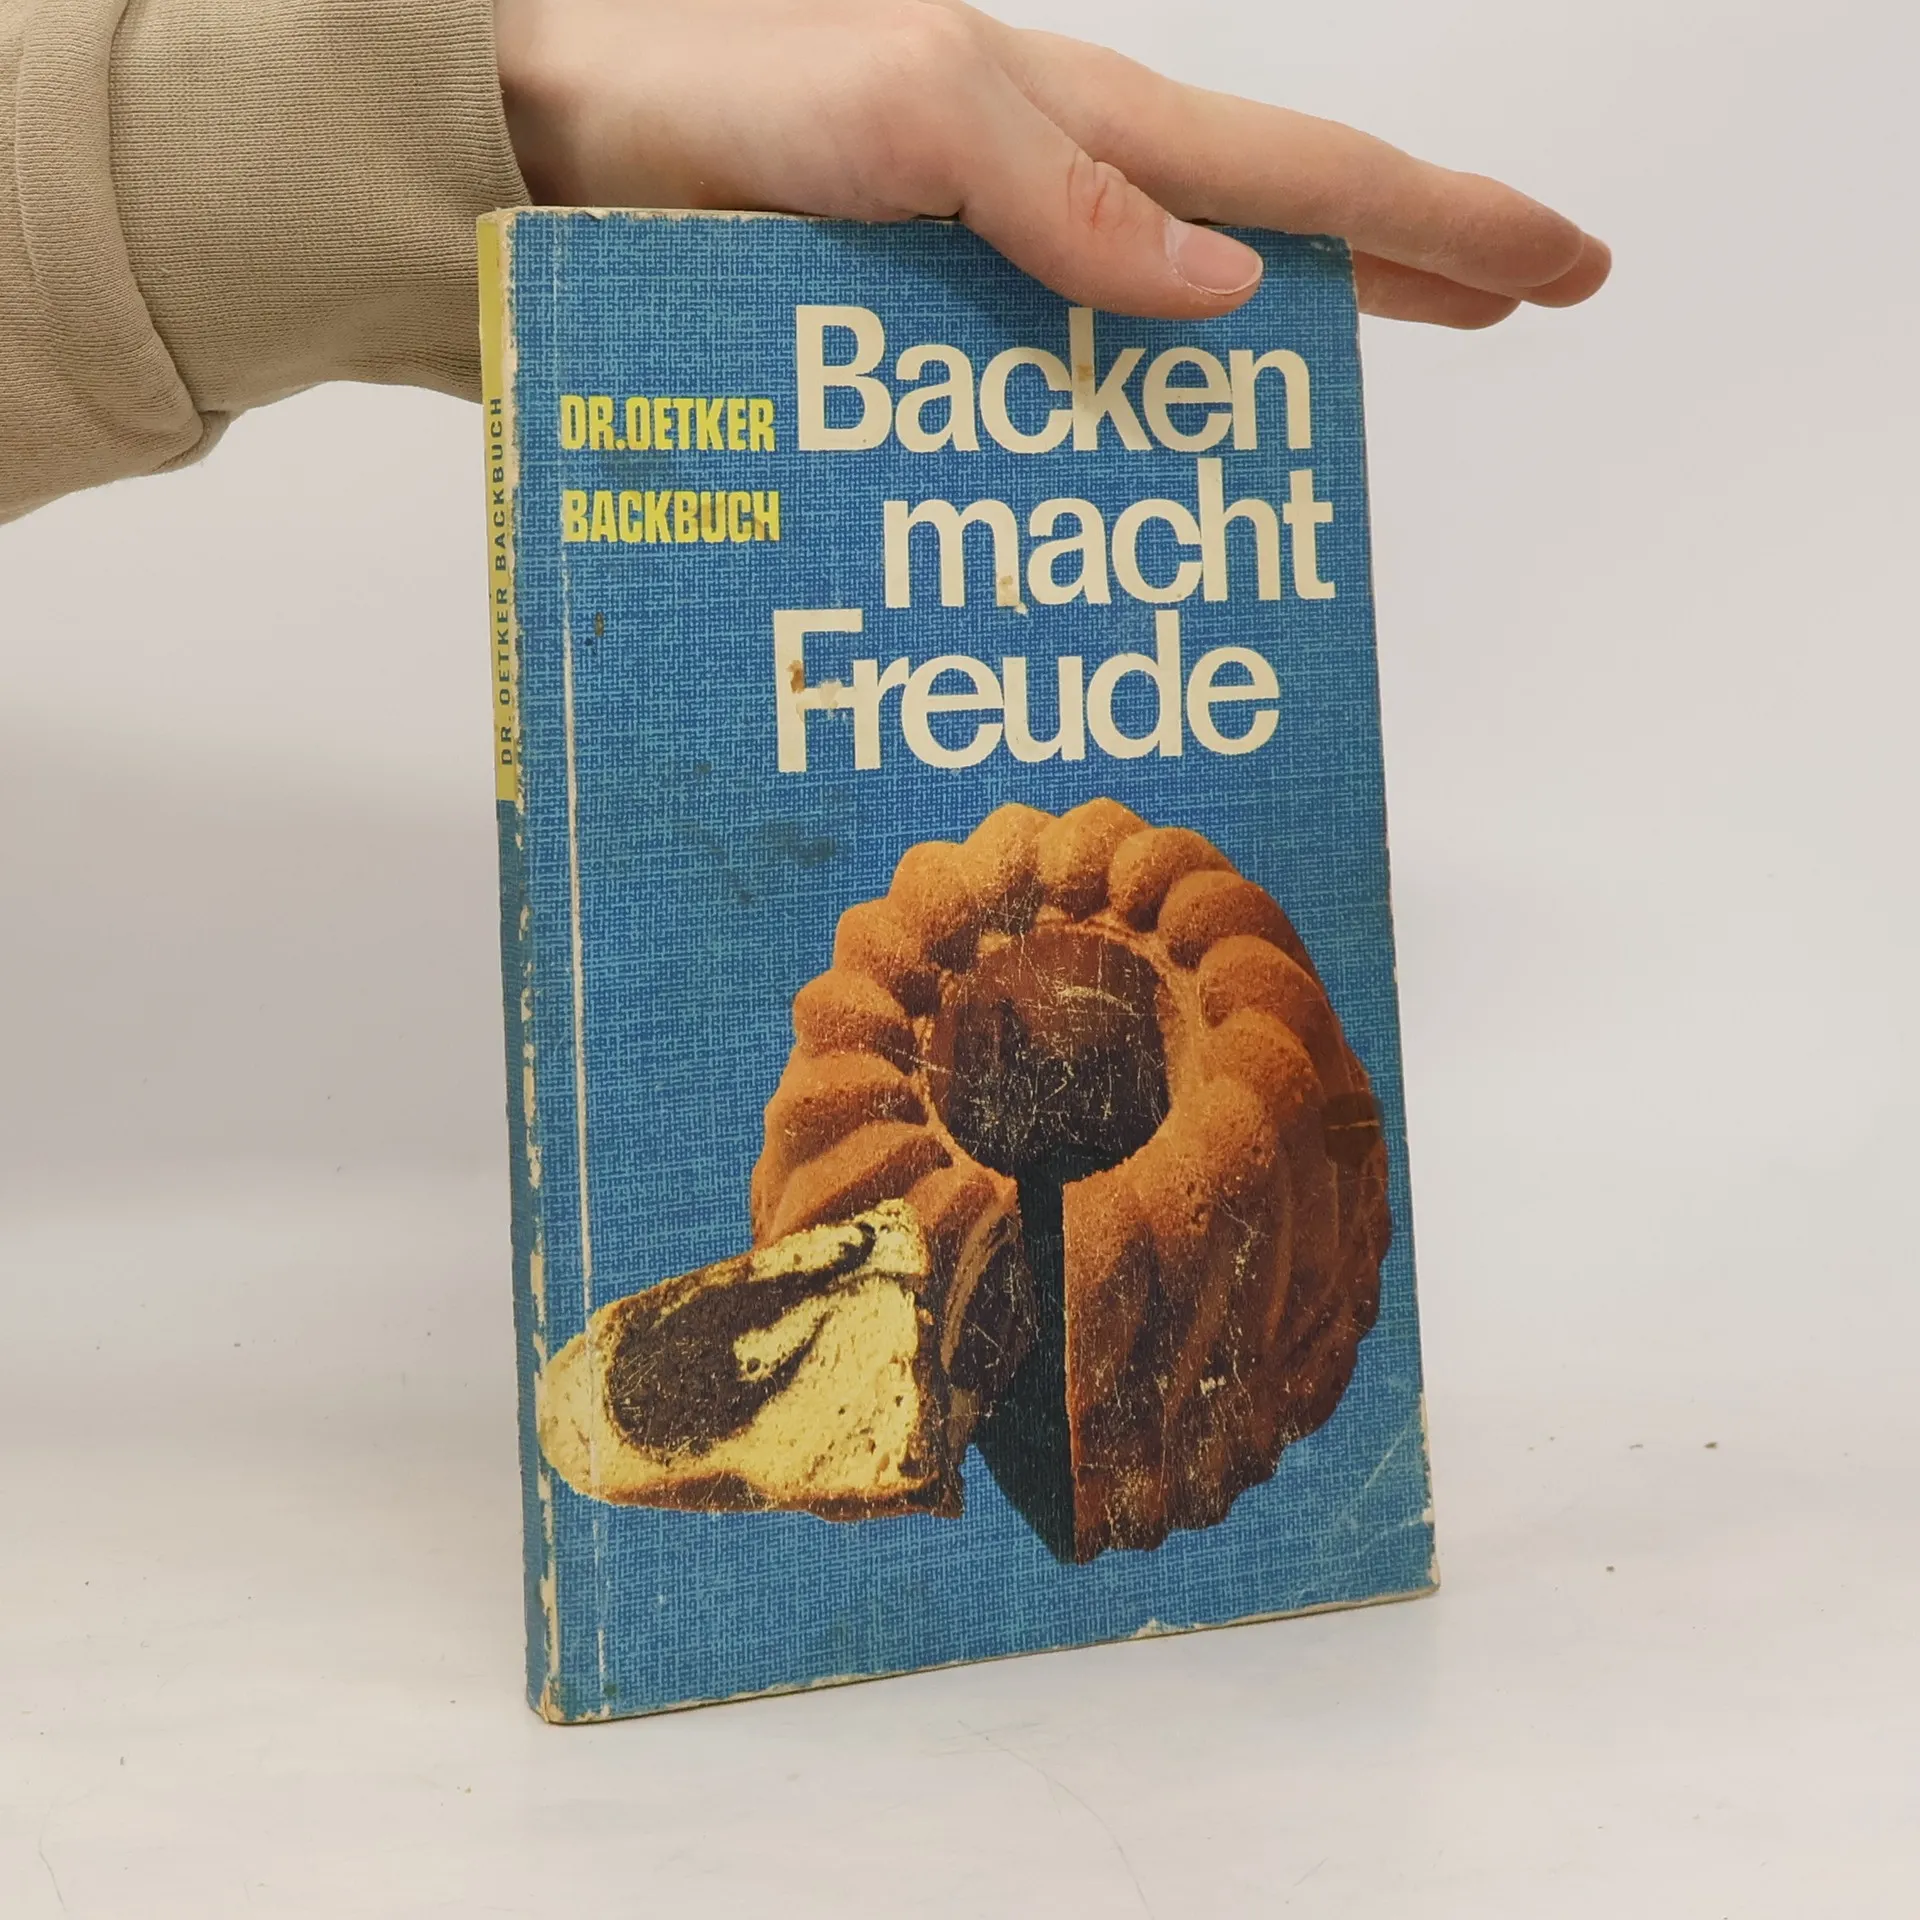 DR.OETKER
BACKBUCH
Backen
macht
Freude
DR. OETKER BACKBUCH